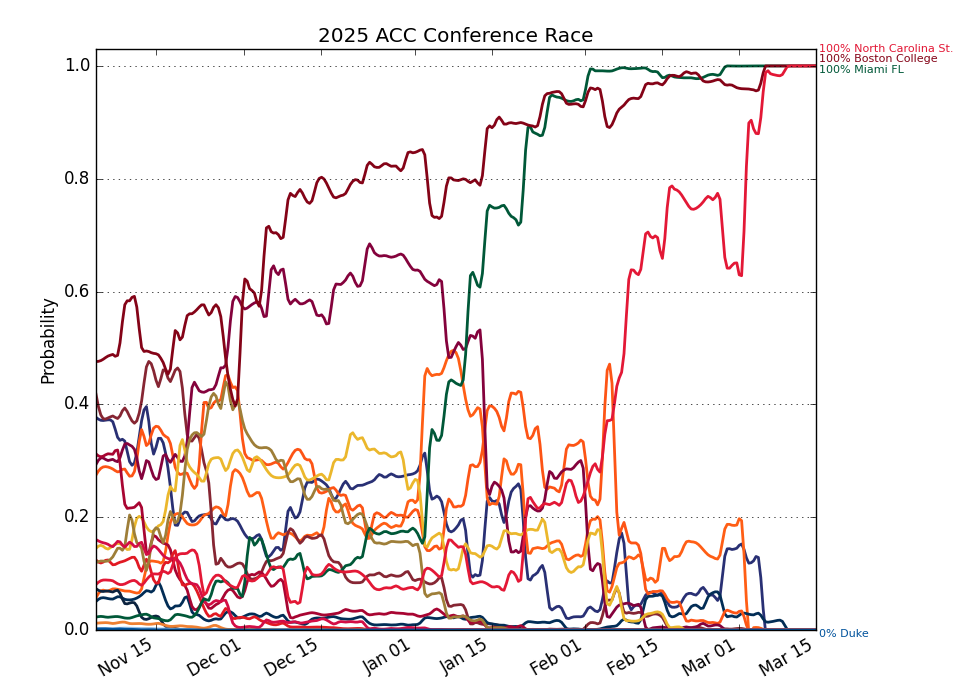 2025 ACC Conference Race
100% North Carolina St.
100% Boston College
100% Miami FL
1.0
0.8
0.6
0.4
0.2
0.0
Probability
0% Duke
Nov 15
Dec 01
Dec 15
Jan 01
Jan 15
Feb 01
Feb 15
Mar 01
Mar 15